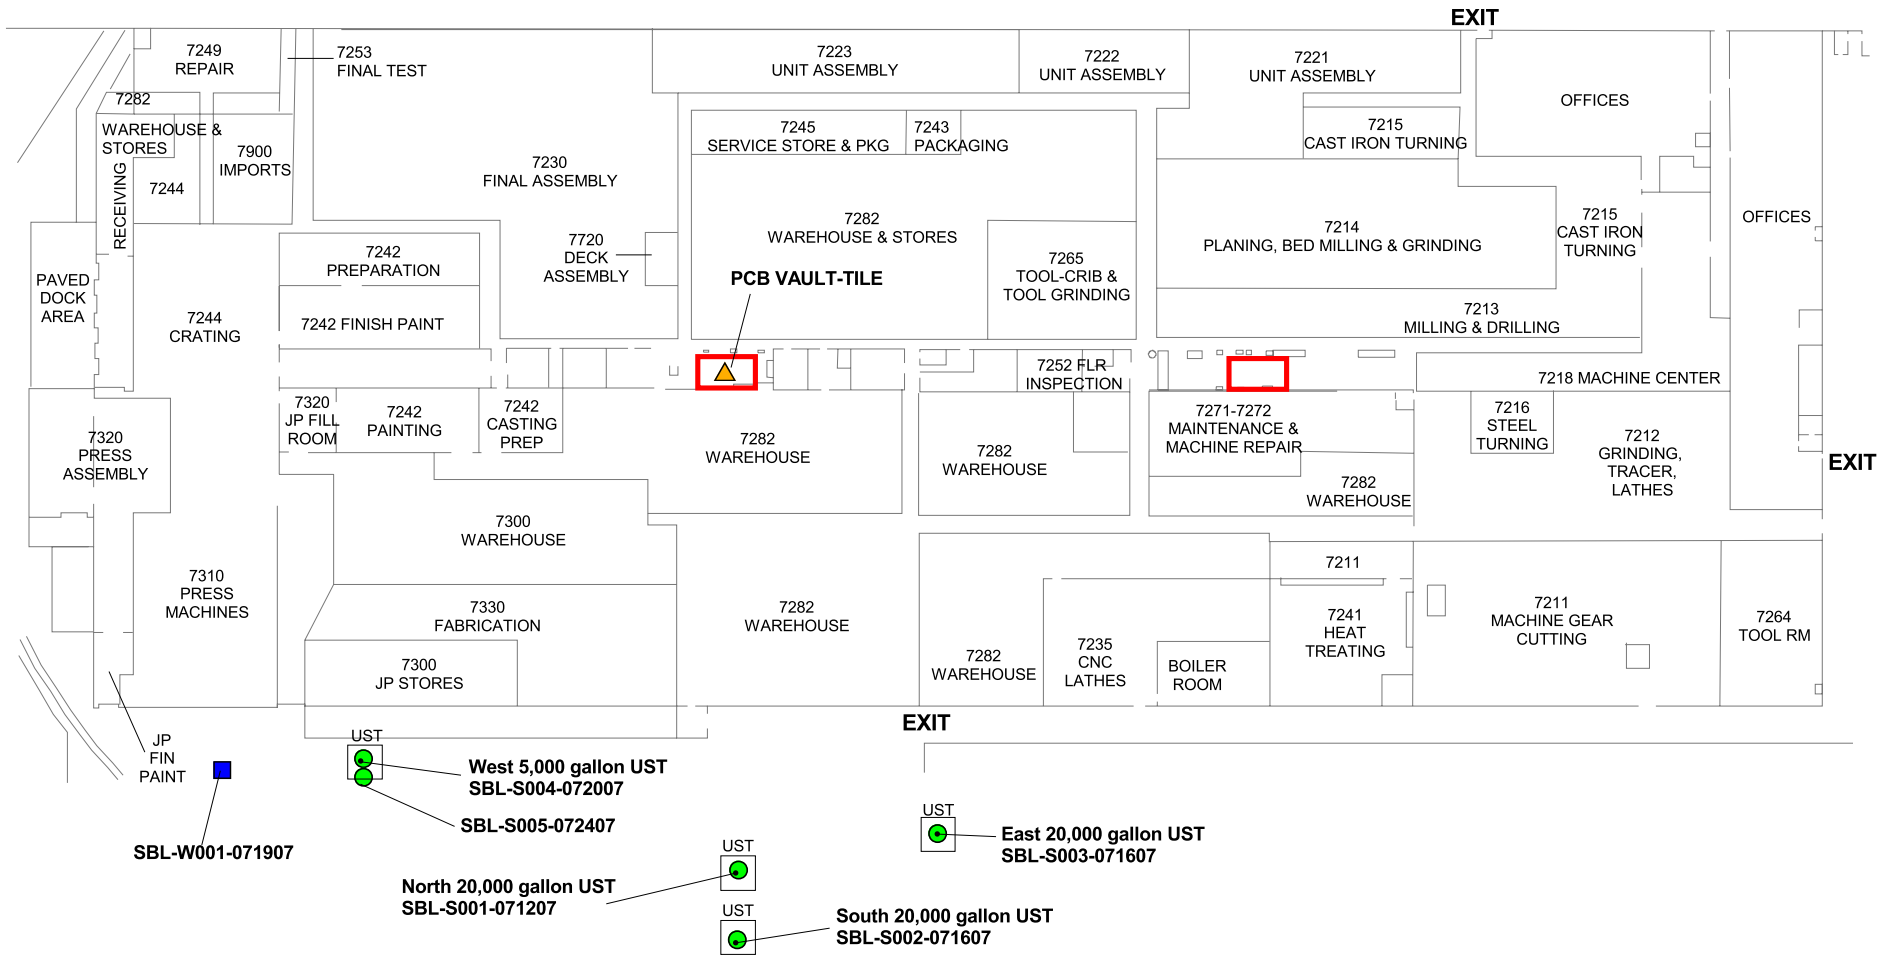 EXIT
7249
REPAIR
7253
FINAL TEST
7223
UNIT ASSEMBLY
7222
UNIT ASSEMBLY
7221
UNIT ASSEMBLY
OFFICES
7282
WAREHOUSE &
STORES
7900
IMPORTS
7244
RECEIVING
7230
FINAL ASSEMBLY
7245
SERVICE STORE & PKG
7243
PACKAGING
7215
CAST IRON TURNING
7282
WAREHOUSE & STORES
7214
PLANING, BED MILLING & GRINDING
7215
CAST IRON
TURNING
OFFICES
7242
PREPARATION
7720
DECK
ASSEMBLY
PCB VAULT-TILE
7265
TOOL-CRIB &
TOOL GRINDING
PAVED
DOCK
AREA
7244
CRATING
7242 FINISH PAINT
7213
MILLING & DRILLING
7252 FLR
INSPECTION
7218 MACHINE CENTER
7320
JP FILL
ROOM
7242
PAINTING
7242
CASTING
PREP
7320
PRESS
ASSEMBLY
7282
WAREHOUSE
7282
WAREHOUSE
7271-7272
MAINTENANCE &
MACHINE REPAIR
7216
STEEL
TURNING
7212
GRINDING,
TRACER,
LATHES
EXIT
7282
WAREHOUSE
7300
WAREHOUSE
7310
PRESS
MACHINES
7330
FABRICATION
7282
WAREHOUSE
7211
7241
HEAT
TREATING
7211
MACHINE GEAR
CUTTING
7264
TOOL RM
7300
JP STORES
7282
WAREHOUSE
7235
CNC
LATHES
BOILER
ROOM
EXIT
JP
FIN
PAINT
UST
West 5,000 gallon UST
SBL-S004-072007
SBL-S005-072407
SBL-W001-071907
UST
East 20,000 gallon UST
SBL-S003-071607
UST
North 20,000 gallon UST
SBL-S001-071207
UST
South 20,000 gallon UST
SBL-S002-071607